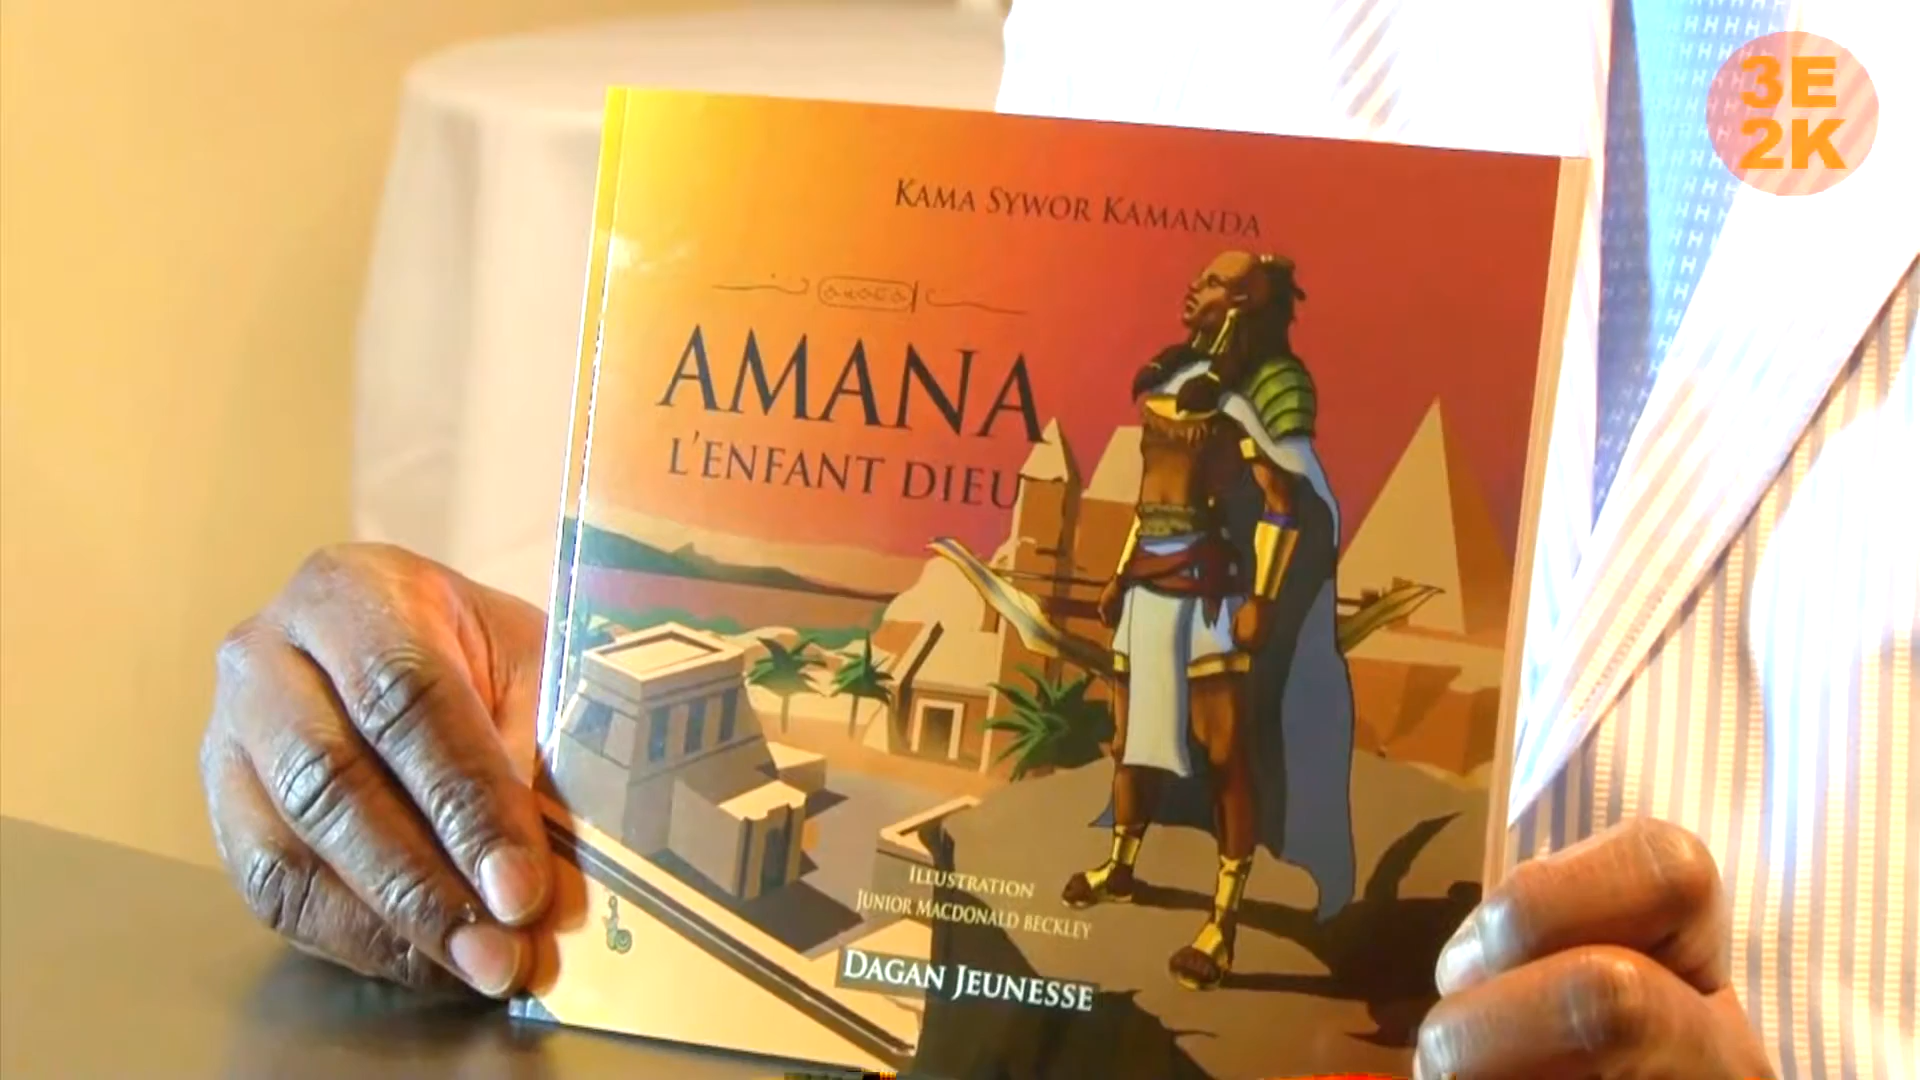 3E
2K
KAMA SYWOR KAMANDA
AMANA
L'ENFANT DIEU
ILLUSTRATION
JUNIOR MACDONALD BECKLEY
DAGAN JEUNESSE